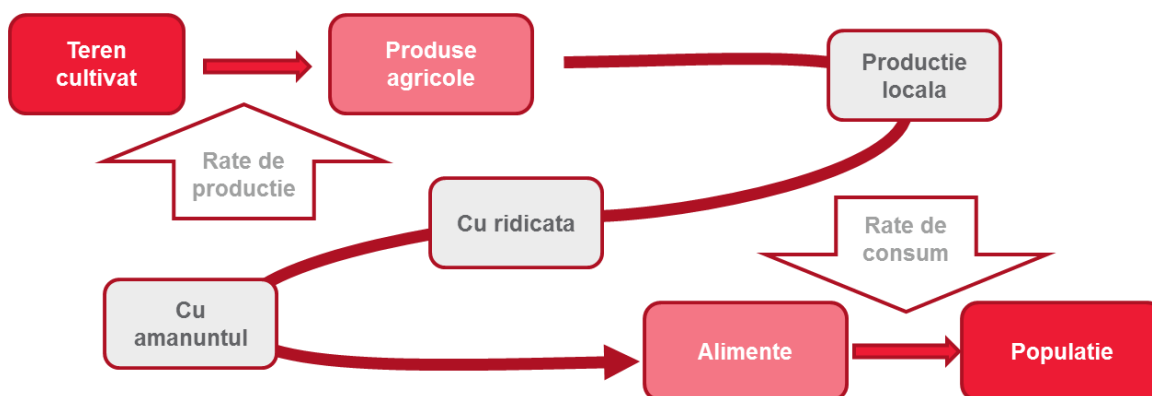 Teren
cultivat
Produse
agricole
Productie
locala
Rate de
productie
Cu ridicata
Rate de
consum
Cu
amanuntul
Alimente
Populatie